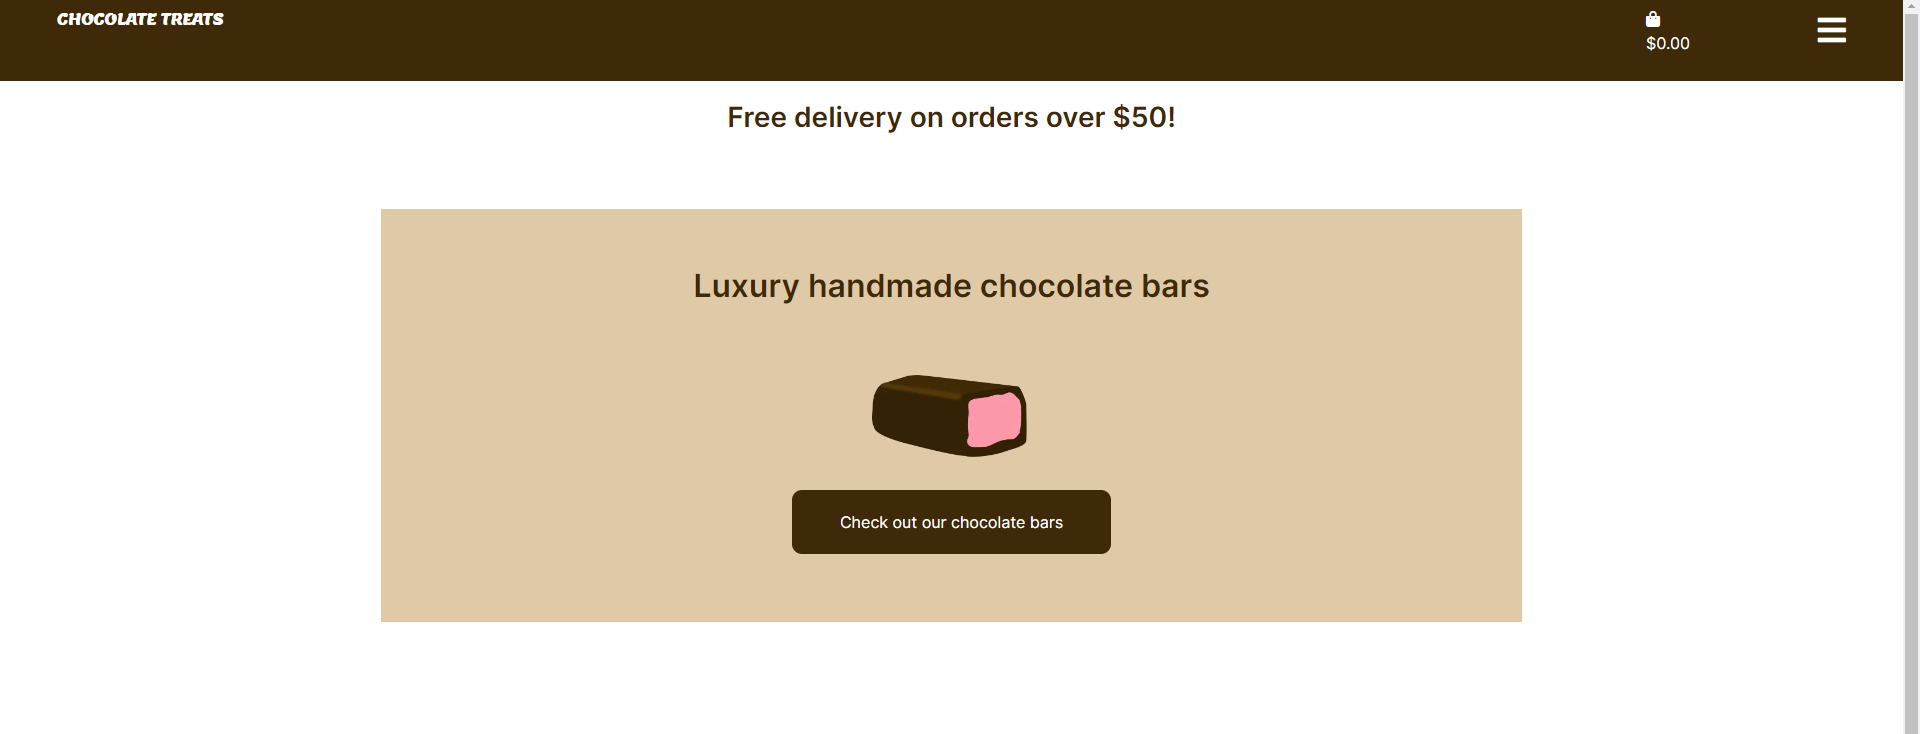 CHOCOLATE TREATS
$0.00
Free delivery on orders over $50!
Luxury handmade chocolate bars
Check out our chocolate bars